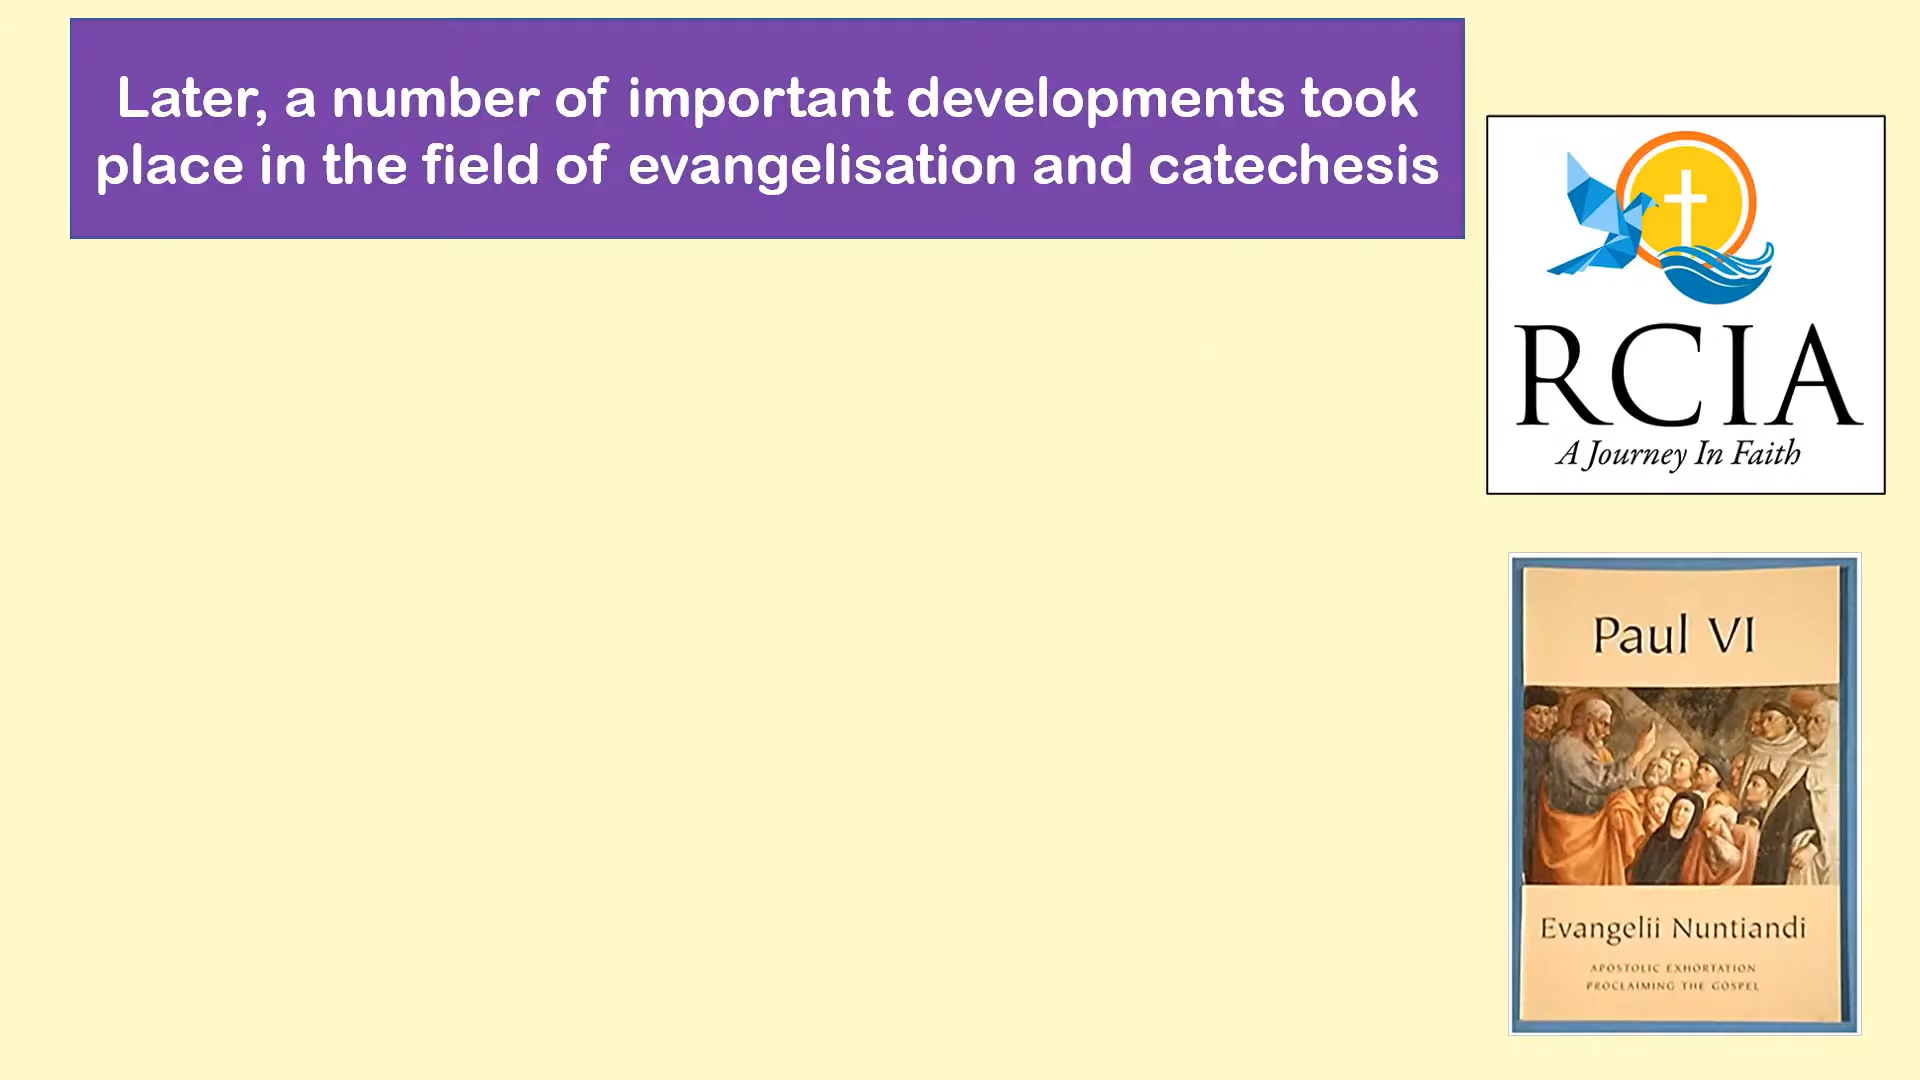 Later, a number of important developments took
place in the field of evangelisation and catechesis
RCIA
A Journey In Faith
Paul VI
Evangelii Nuntiandi
APOSTOLIC EXHORTATION
PROCLAIMING THE GOSPEL